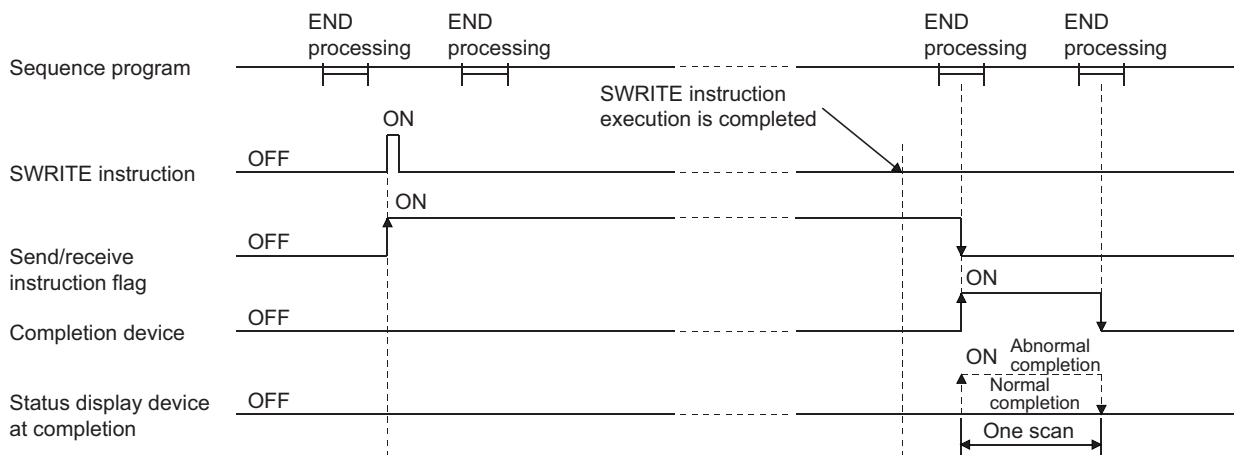 END
processing
END
processing
END
processing
END
processing
Sequence program
SWRITE instruction
execution is completed
ON
OFF
SWRITE instruction
ON
OFF
Send/receive
instruction flag
ON
OFF
Completion device
ON
Abnormal
completion
Normal
completion
OFF
Status display device
at completion
One scan